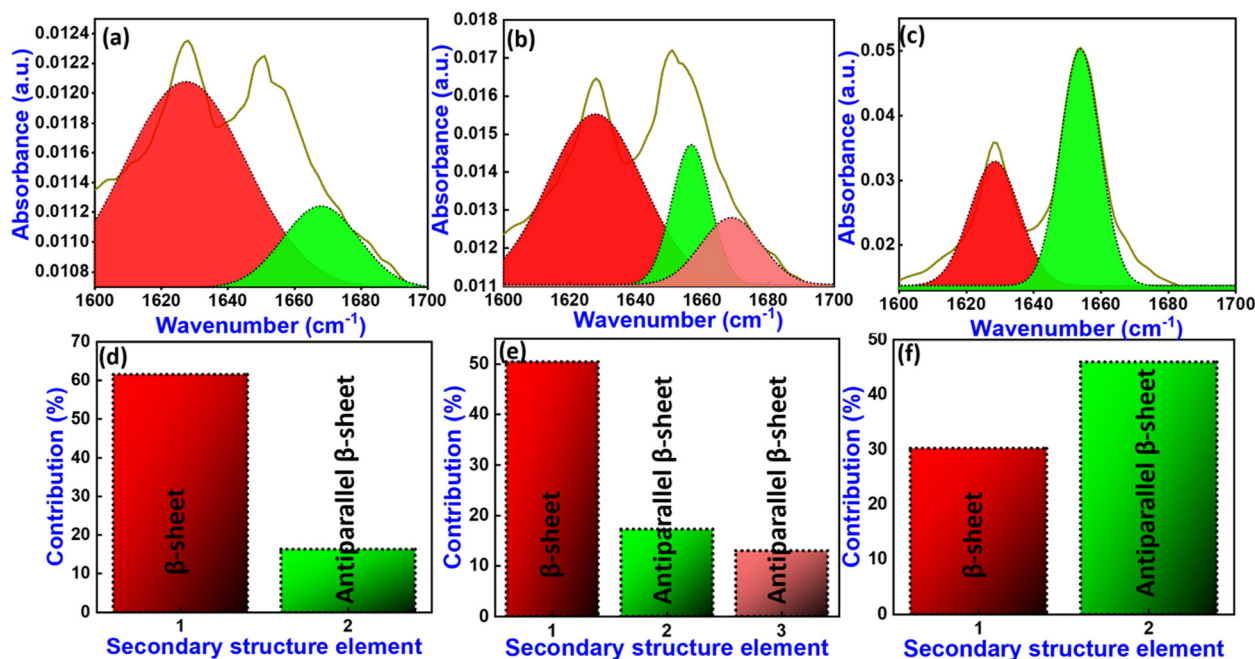 (a)
Absorbance (a.u.)
0.0124
0.0122
0.0120
0.0118
0.0116
0.0114
0.0112
0.0110
0.0108
1600
1620
1640
1660
1680
1700
Wavenumber (cm⁻¹)
(b)
Absorbance (a.u.)
0.018
0.017
0.016
0.015
0.014
0.013
0.012
0.011
1600
1620
1640
1660
1680
1700
Wavenumber (cm⁻¹)
(c)
Absorbance (a.u.)
0.05
0.04
0.03
0.02
1600
1620
1640
1660
1680
1700
Wavenumber (cm⁻¹)
(d)
Contribution (%)
70
60
50
40
30
20
10
0
β-sheet
Antiparallel β-sheet
1
2
Secondary structure element
(e)
Contribution (%)
50
40
30
20
10
0
β-sheet
Antiparallel β-sheet
Antiparallel β-sheet
1
2
3
Secondary structure element
(f)
Contribution (%)
50
40
30
20
10
0
β-sheet
Antiparallel β-sheet
1
2
Secondary structure element